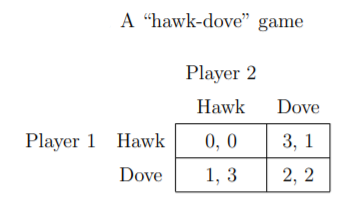 A “hawk-dove” game
Player 2
Hawk Dove
Player 1 Hawk 0, 0 3, 1
Dove 1, 3 2, 2